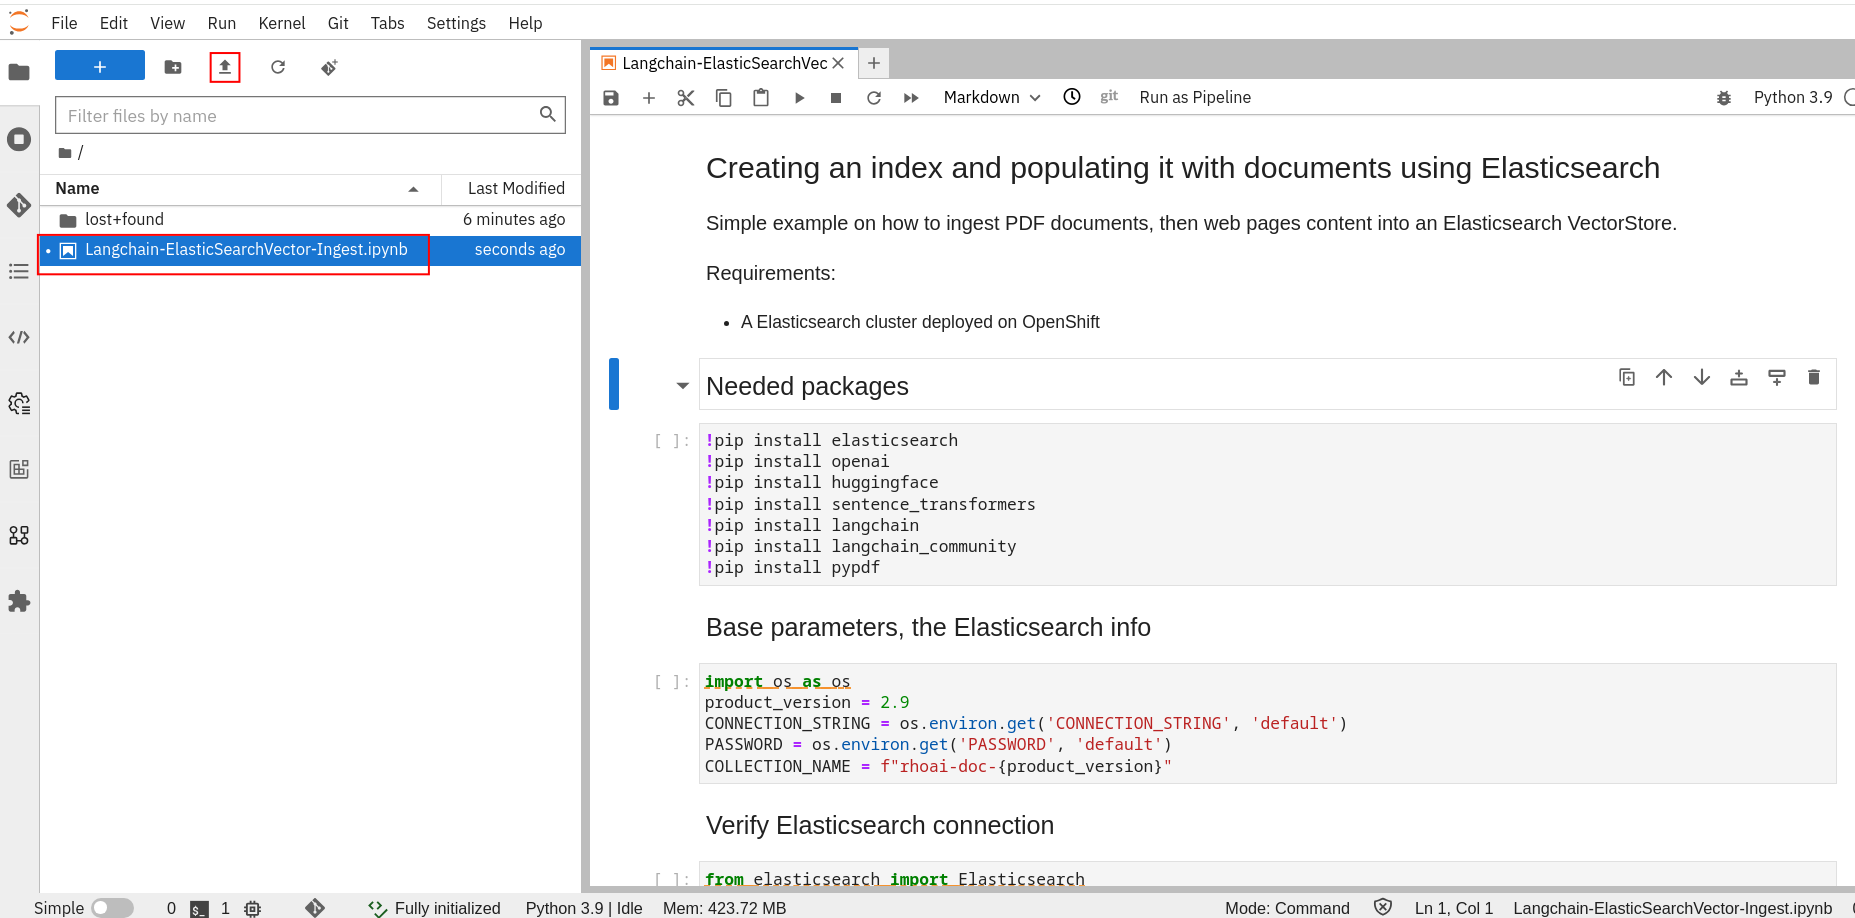 File Edit View Run Kernel Git Tabs Settings Help
+
Filter files by name
/
Name Last Modified
lost+found 6 minutes ago
Langchain-ElasticSearchVector-Ingest.ipynb seconds ago
Langchain-ElasticSearchVec
Markdown git Run as Pipeline Python 3.9
Creating an index and populating it with documents using Elasticsearch
Simple example on how to ingest PDF documents, then web pages content into an Elasticsearch VectorStore.
Requirements:
• A Elasticsearch cluster deployed on OpenShift
Needed packages
[ ]: !pip install elasticsearch
!pip install openai
!pip install huggingface
!pip install sentence_transformers
!pip install langchain
!pip install langchain_community
!pip install pypdf
Base parameters, the Elasticsearch info
[ ]: import os as os
product_version = 2.9
CONNECTION_STRING = os.environ.get('CONNECTION_STRING', 'default')
PASSWORD = os.environ.get('PASSWORD', 'default')
COLLECTION_NAME = f"rhoai-doc-{product_version}"
Verify Elasticsearch connection
[ ]: from elasticsearch import Elasticsearch
Simple 0 $_ 1 Fully initialized Python 3.9 | Idle Mem: 423.72 MB Mode: Command Ln 1, Col 1 Langchain-ElasticSearchVector-Ingest.ipynb